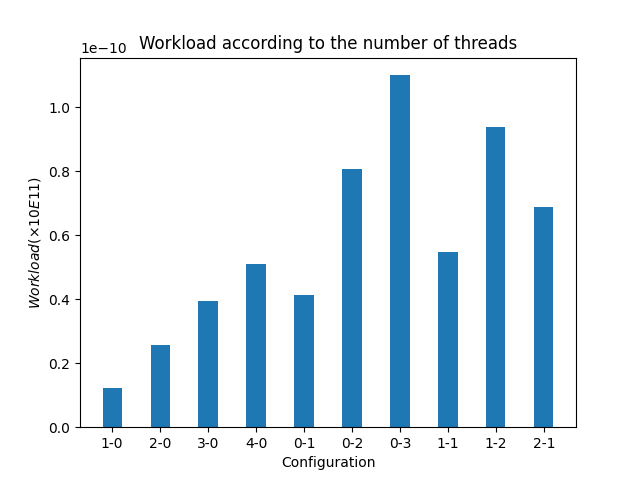 Workload according to the number of threads
1e−10
1.0
0.8
0.6
0.4
0.2
0.0
Workload(×10E11)
1-0 2-0 3-0 4-0 0-1 0-2 0-3 1-1 1-2 2-1
Configuration